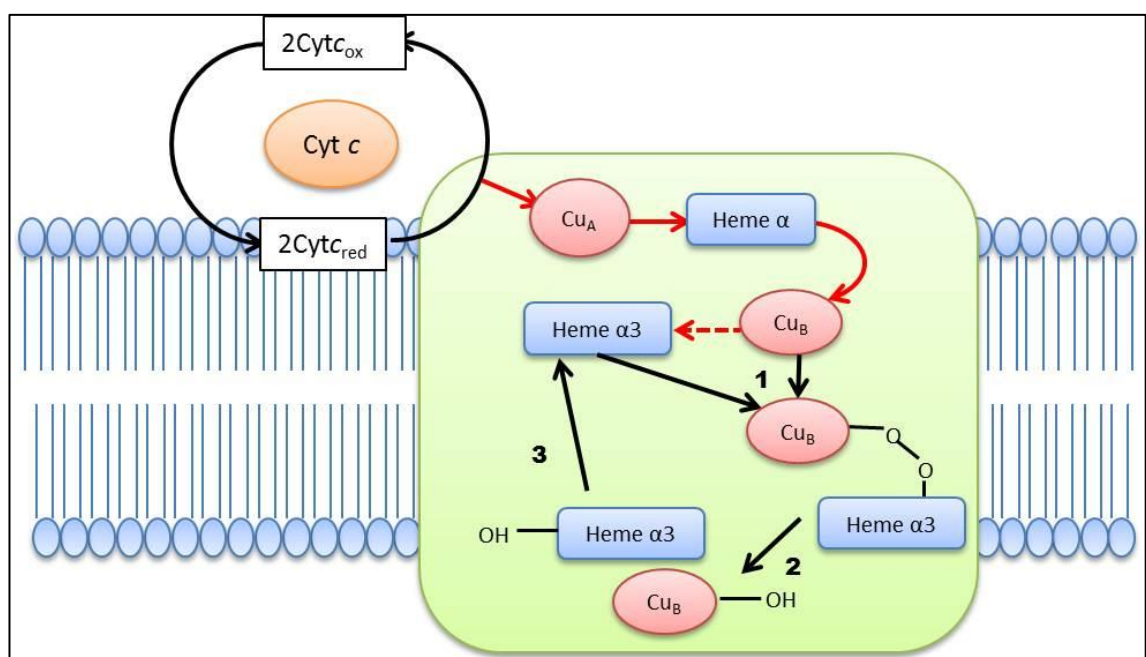 2Cytcox
Cyt c
2Cytcred
CuA
Heme α
Heme α3
CuB
1
CuB
O
O
3
OH
Heme α3
Heme α3
2
CuB
OH